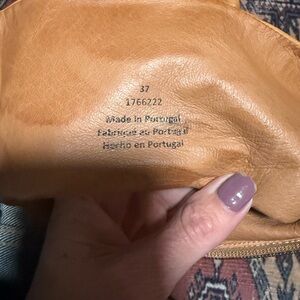 37
1766222
Made in Portugal
Fabriqué au Portugal
Hecho en Portugal